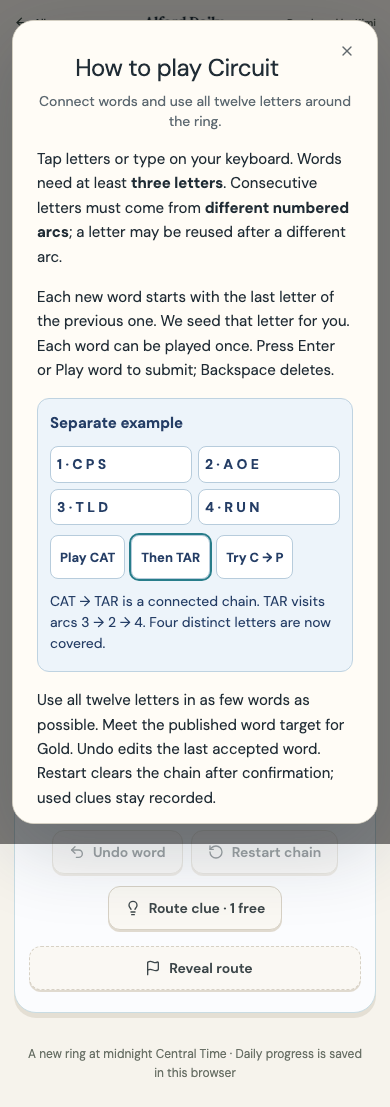 How to play Circuit
Connect words and use all twelve letters around
the ring.
Tap letters or type on your keyboard. Words
need at least three letters. Consecutive
letters must come from different numbered
arcs; a letter may be reused after a different
arc.
Each new word starts with the last letter of
the previous one. We seed that letter for you.
Each word can be played once. Press Enter
or Play word to submit; Backspace deletes.
Separate example
1 · C P S
2 · A O E
3 · T L D
4 · R U N
Play CAT
Then TAR
Try C → P
CAT → TAR is a connected chain. TAR visits
arcs 3 → 2 → 4. Four distinct letters are now
covered.
Use all twelve letters in as few words as
possible. Meet the published word target for
Gold. Undo edits the last accepted word.
Restart clears the chain after confirmation;
used clues stay recorded.
Undo word
Restart chain
Route clue · 1 free
Reveal route
A new ring at midnight Central Time · Daily progress is saved
in this browser